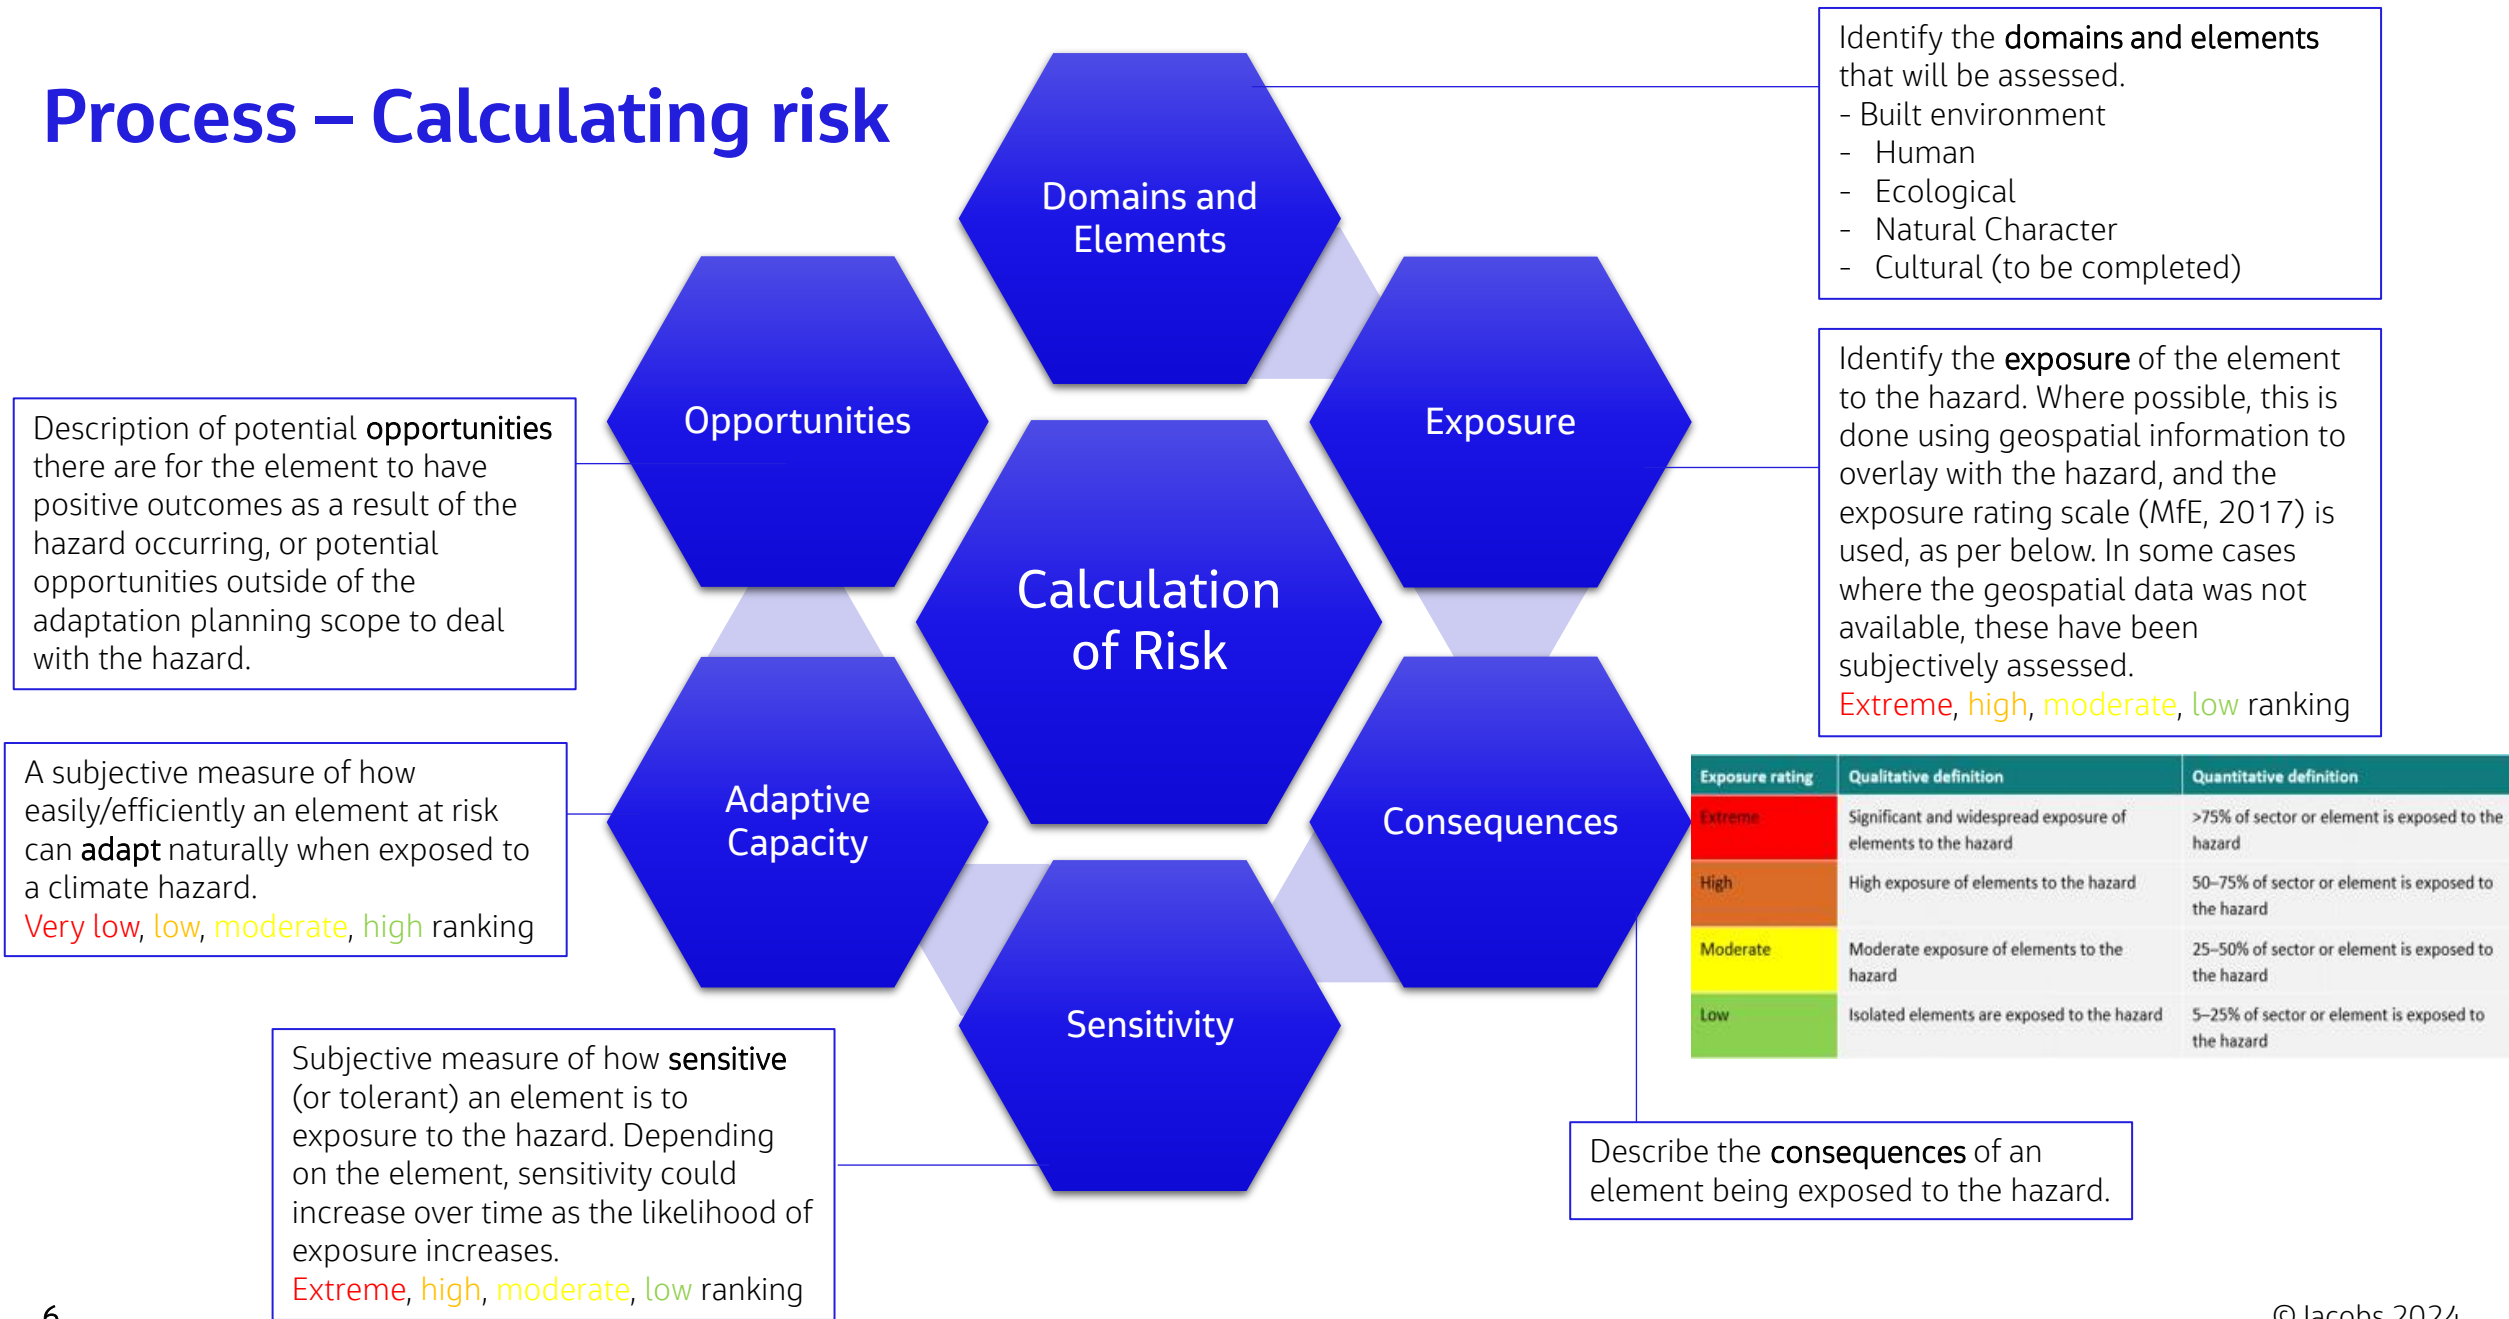 Process – Calculating risk
Domains and
Elements
Identify the domains and elements
that will be assessed.
- Built environment
- Human
- Ecological
- Natural Character
- Cultural (to be completed)
Exposure
Identify the exposure of the element
to the hazard. Where possible, this is
done using geospatial information to
overlay with the hazard, and the
exposure rating scale (MfE, 2017) is
used, as per below. In some cases
where the geospatial data was not
available, these have been
subjectively assessed.
Extreme, high, moderate, low ranking
Exposure rating Qualitative definition Quantitative definition
Extreme Significant and widespread exposure of >75% of sector or element is exposed to the
elements to the hazard hazard
High High exposure of elements to the hazard 50–75% of sector or element is exposed to
the hazard
Moderate Moderate exposure of elements to the 25–50% of sector or element is exposed to
hazard the hazard
Low Isolated elements are exposed to the hazard 5–25% of sector or element is exposed to
the hazard
Consequences
Describe the consequences of an
element being exposed to the hazard.
Sensitivity
Subjective measure of how sensitive
(or tolerant) an element is to
exposure to the hazard. Depending
on the element, sensitivity could
increase over time as the likelihood of
exposure increases.
Extreme, high, moderate, low ranking
Adaptive
Capacity
A subjective measure of how
easily/efficiently an element at risk
can adapt naturally when exposed to
a climate hazard.
Very low, low, moderate, high ranking
Opportunities
Description of potential opportunities
there are for the element to have
positive outcomes as a result of the
hazard occurring, or potential
opportunities outside of the
adaptation planning scope to deal
with the hazard.
Calculation
of Risk
6
© Jacobs 2024